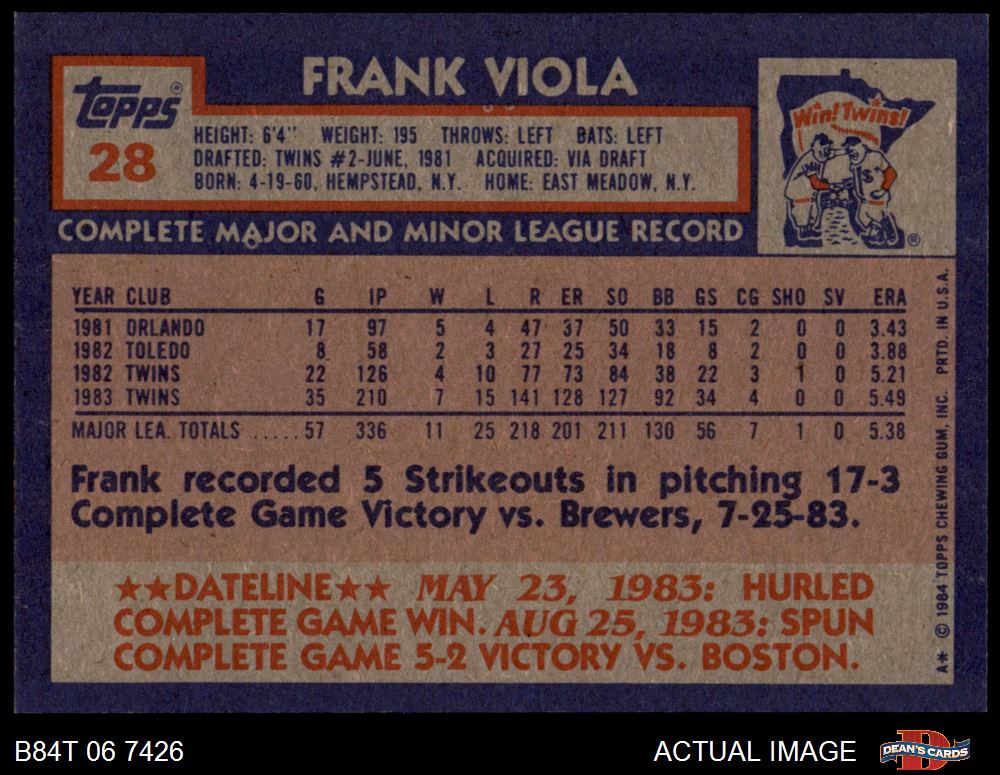 FRANK VIOLA
Topps®
28
HEIGHT: 6'4" WEIGHT: 195 THROWS: LEFT BATS: LEFT
DRAFTED: TWINS #2-JUNE, 1981 ACQUIRED: VIA DRAFT
BORN: 4-19-60, HEMPSTEAD, N.Y. HOME: EAST MEADOW, N.Y.
Win! Twins!
®
COMPLETE MAJOR AND MINOR LEAGUE RECORD
YEAR CLUB G IP W L R ER SO BB GS CG SHO SV ERA
1981 ORLANDO 17 97 5 4 47 37 50 33 15 2 0 0 3.43
1982 TOLEDO 8 58 2 3 27 25 34 18 8 2 0 0 3.88
1982 TWINS 22 126 4 10 77 73 84 38 22 3 1 0 5.21
1983 TWINS 35 210 7 15 141 128 127 92 34 4 0 0 5.49
MAJOR LEA. TOTALS ..... 57 336 11 25 218 201 211 130 56 7 1 0 5.38
Frank recorded 5 Strikeouts in pitching 17-3
Complete Game Victory vs. Brewers, 7-25-83.
★★DATELINE★★ MAY 23, 1983: HURLED
COMPLETE GAME WIN. AUG 25, 1983: SPUN
COMPLETE GAME 5-2 VICTORY VS. BOSTON.
A* © 1984 TOPPS CHEWING GUM, INC. PRTD. IN U.S.A.
B84T 06 7426
ACTUAL IMAGE
DEAN'S CARDS